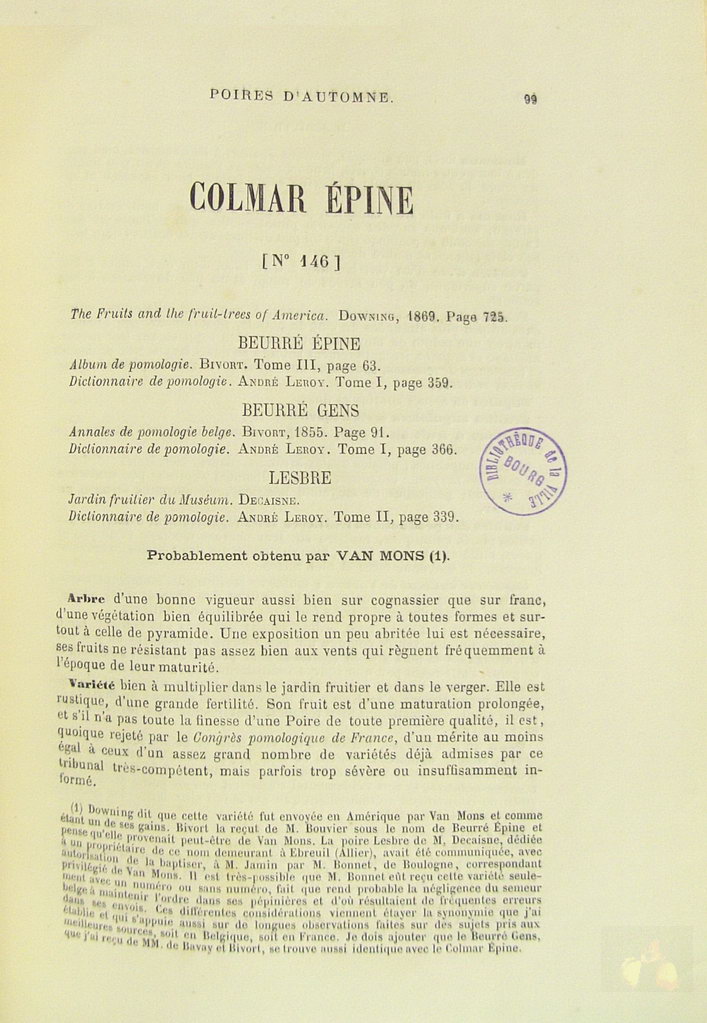 POIRES D'AUTOMNE. 99
COLMAR ÉPINE
[N° 146]
The Fruits and the fruit-trees of America. DOWNING, 1869. Page 725.
BEURRÉ ÉPINE
Album de pomologie. BIVORT. Tome III, page 63.
Dictionnaire de pomologie. ANDRÉ LEROY. Tome I, page 359.
BEURRÉ GENS
Annales de pomologie belge. BIVORT, 1855. Page 91.
Dictionnaire de pomologie. ANDRÉ LEROY. Tome I, page 366.
LESBRE
Jardin fruitier du Muséum. DECAISNE.
Dictionnaire de pomologie. ANDRÉ LEROY. Tome II, page 339.
BIBLIOTHÈQUE de la VILLE
BOURG
*
Probablement obtenu par VAN MONS (1).
Arbre d'une bonne vigueur aussi bien sur cognassier que sur franc,
d'une végétation bien équilibrée qui le rend propre à toutes formes et sur-
tout à celle de pyramide. Une exposition un peu abritée lui est nécessaire,
ses fruits ne résistant pas assez bien aux vents qui règnent fréquemment à
l'époque de leur maturité.
Variété bien à multiplier dans le jardin fruitier et dans le verger. Elle est
rustique, d'une grande fertilité. Son fruit est d'une maturation prolongée,
et s'il n'a pas toute la finesse d'une Poire de toute première qualité, il est,
quoique rejeté par le Congrès pomologique de France, d'un mérite au moins
égal à ceux d'un assez grand nombre de variétés déjà admises par ce
tribunal très-compétent, mais parfois trop sévère ou insuffisamment in-
formé.
(1) Downing dit que cette variété fut envoyée en Amérique par Van Mons et comme
étant un de ses gains. Bivort la reçut de M. Bouvier sous le nom de Beurré Épine et
pense qu'elle provenait peut-être de Van Mons. La poire Lesbre de M. Decaisne, dédiée
à un propriétaire de ce nom demeurant à Ebreuil (Allier), avait été communiquée, avec
autorisation de la baptiser, à M. Jamin par M. Bonnet, de Boulogne, correspondant
privilégié de Van Mons. Il est très-possible que M. Bonnet eût reçu cette variété seule-
ment avec un numéro ou sans numéro, fait que rend probable la négligence du semeur
belge à maintenir l'ordre dans ses pépinières et d'où résultaient de fréquentes erreurs
dans ses envois. Ces différentes considérations viennent étayer la synonymie que j'ai
établie et qui s'appuie aussi sur de longues observations faites sur des sujets pris aux
meilleures sources, soit en Belgique, soit en France. Je dois ajouter que le Beurré Gens,
que j'ai reçu de MM. de Bavay et Bivort, se trouve aussi identique avec le Colmar Épine.